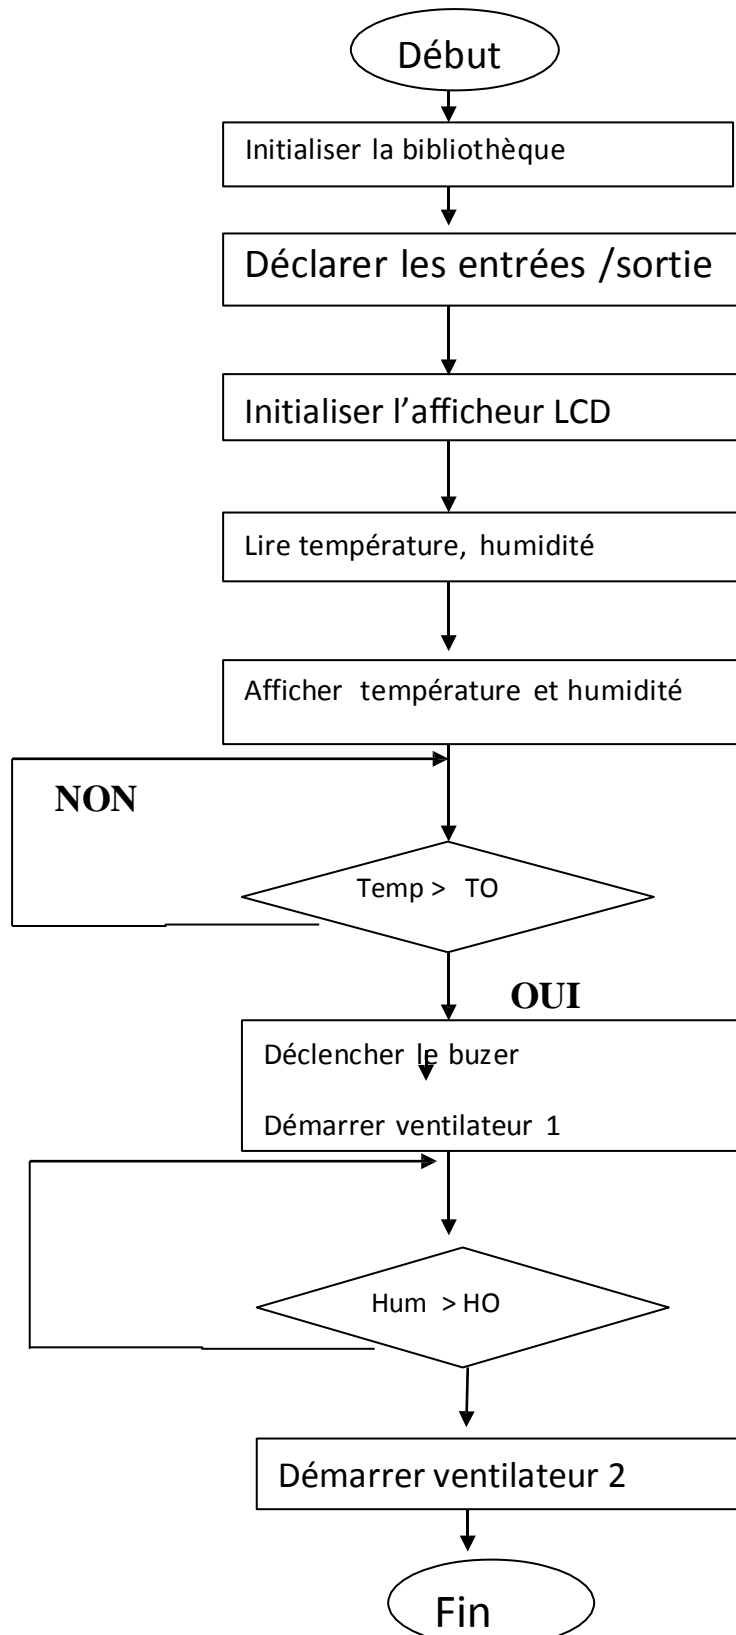 Début
Initialiser la bibliothèque
Déclarer les entrées /sortie
Initialiser l’afficheur LCD
Lire température, humidité
Afficher température et humidité
NON
Temp > TO
OUI
Déclencher le buzer
Démarrer ventilateur 1
Hum > HO
Démarrer ventilateur 2
Fin